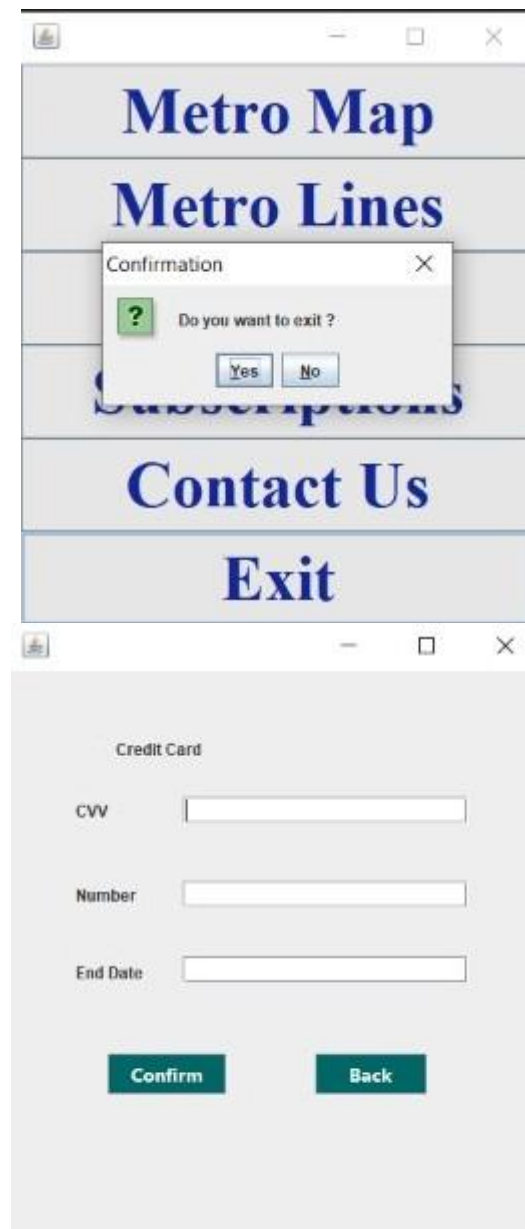 Metro Map
Metro Lines
Confirmation
Do you want to exit ?
Yes No
Subscriptions
Contact Us
Exit
Credit Card
CVV
Number
End Date
Confirm Back